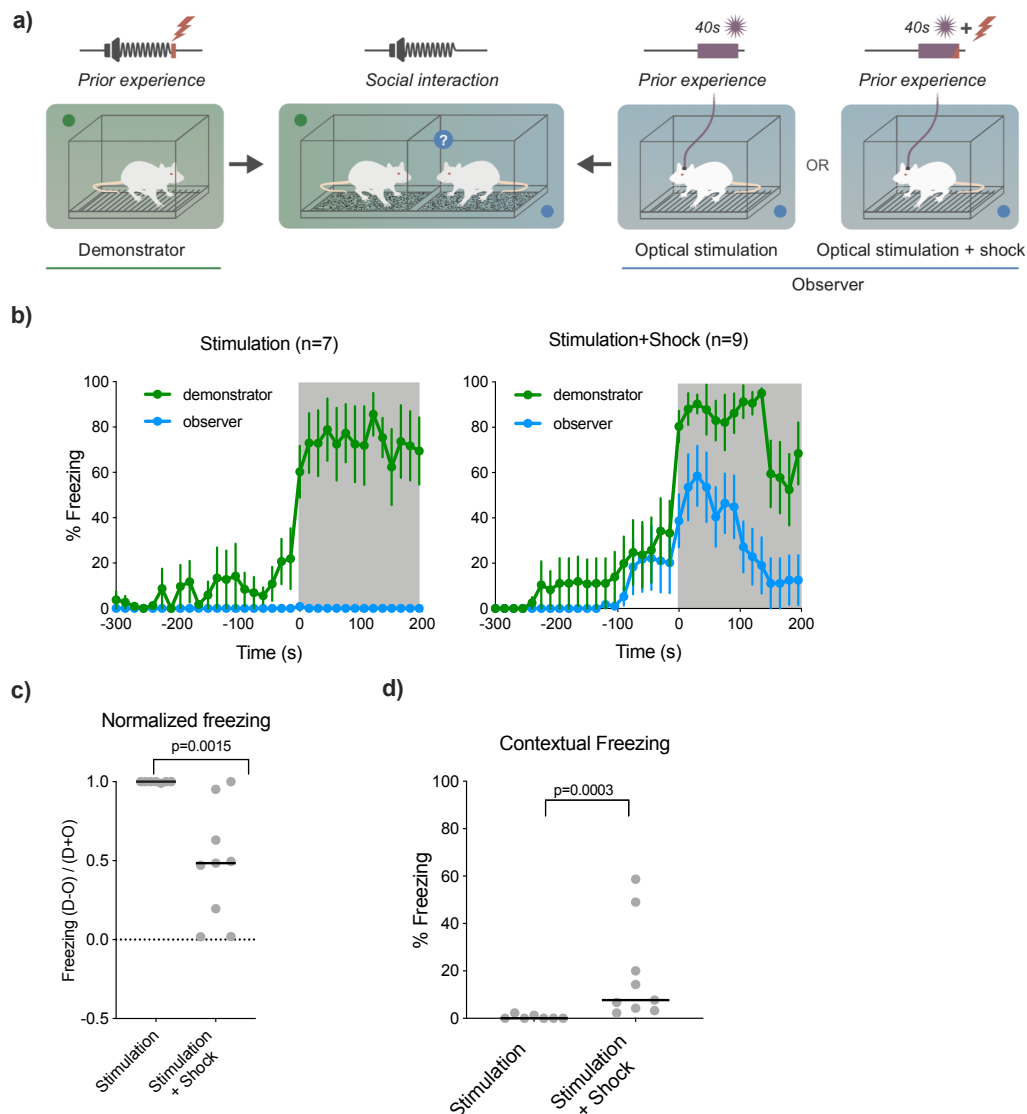 a)
40s
40s +
Prior experience
Social interaction
Prior experience
Prior experience
?
OR
Demonstrator
Optical stimulation
Optical stimulation + shock
Observer
b)
Stimulation (n=7)
Stimulation+Shock (n=9)
demonstrator
observer
demonstrator
observer
% Freezing
100
80
60
40
20
0
-300
-200
-100
0
100
200
Time (s)
100
80
60
40
20
0
-300
-200
-100
0
100
200
Time (s)
c)
Normalized freezing
p=0.0015
Freezing (D-O) / (D+O)
1.0
0.5
0.0
-0.5
Stimulation
Stimulation
+ Shock
d)
Contextual Freezing
p=0.0003
% Freezing
100
80
60
40
20
0
Stimulation
Stimulation
+ Shock